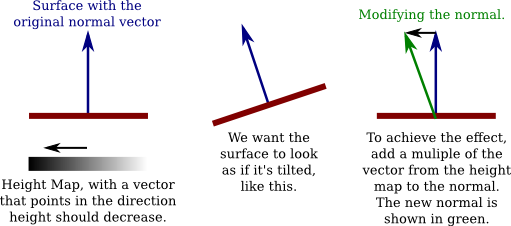 Surface with the
original normal vector
Height Map, with a vector
that points in the direction
height should decrease.
We want the
surface to look
as if it's tilted,
like this.
Modifying the normal.
To achieve the effect,
add a muliple of the
vector from the height
map to the normal.
The new normal is
shown in green.